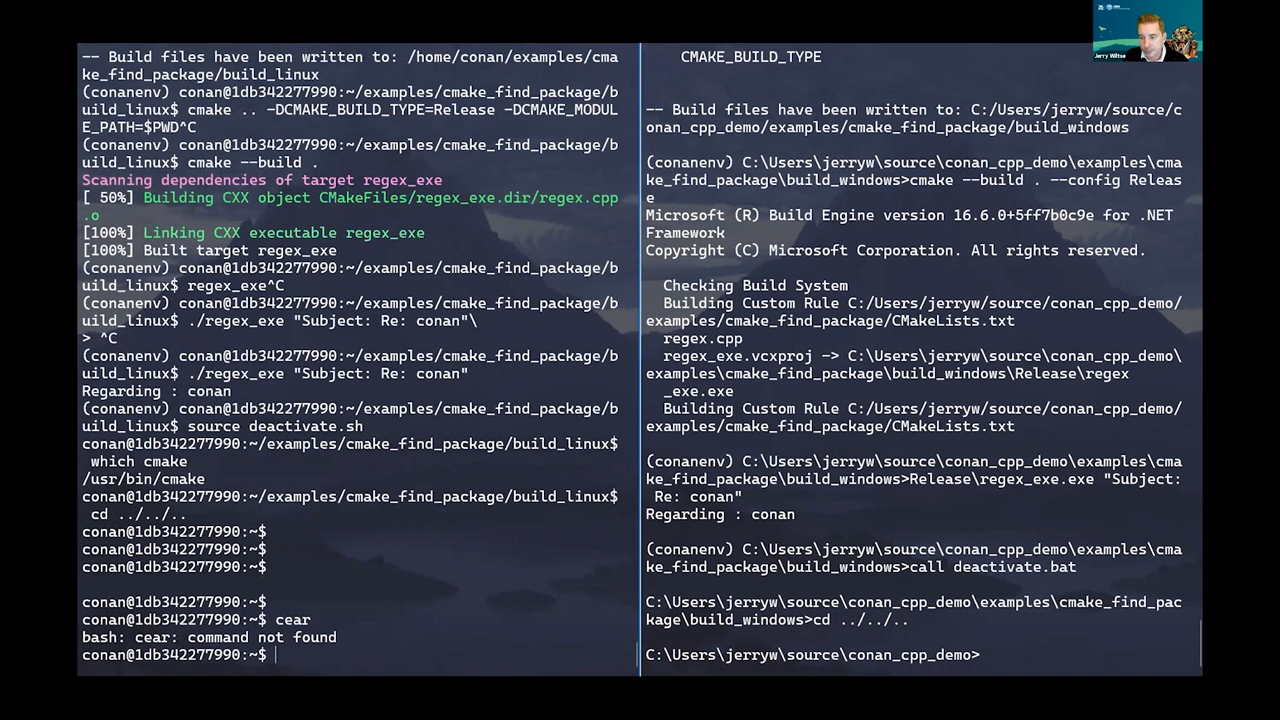 -- Build files have been written to: /home/conan/examples/cma
ke_find_package/build_linux
(conanenv) conan@1db342277990:~/examples/cmake_find_package/b
uild_linux$ cmake .. -DCMAKE_BUILD_TYPE=Release -DCMAKE_MODUL
E_PATH=$PWD^C
(conanenv) conan@1db342277990:~/examples/cmake_find_package/b
uild_linux$ cmake --build .
Scanning dependencies of target regex_exe
[ 50%] Building CXX object CMakeFiles/regex_exe.dir/regex.cpp
.o
[100%] Linking CXX executable regex_exe
[100%] Built target regex_exe
(conanenv) conan@1db342277990:~/examples/cmake_find_package/b
uild_linux$ regex_exe^C
(conanenv) conan@1db342277990:~/examples/cmake_find_package/b
uild_linux$ ./regex_exe "Subject: Re: conan"\
> ^C
(conanenv) conan@1db342277990:~/examples/cmake_find_package/b
uild_linux$ ./regex_exe "Subject: Re: conan"
Regarding : conan
(conanenv) conan@1db342277990:~/examples/cmake_find_package/b
uild_linux$ source deactivate.sh
conan@1db342277990:~/examples/cmake_find_package/build_linux$
which cmake
/usr/bin/cmake
conan@1db342277990:~/examples/cmake_find_package/build_linux$
cd ../../..
conan@1db342277990:~$
conan@1db342277990:~$
conan@1db342277990:~$
conan@1db342277990:~$
conan@1db342277990:~$ cear
bash: cear: command not found
conan@1db342277990:~$
CMAKE_BUILD_TYPE
-- Build files have been written to: C:/Users/jerryw/source/c
onan_cpp_demo/examples/cmake_find_package/build_windows
(conanenv) C:\Users\jerryw\source\conan_cpp_demo\examples\cma
ke_find_package\build_windows>cmake --build . --config Releas
e
Microsoft (R) Build Engine version 16.6.0+5ff7b0c9e for .NET
Framework
Copyright (C) Microsoft Corporation. All rights reserved.
Checking Build System
Building Custom Rule C:/Users/jerryw/source/conan_cpp_demo/
examples/cmake_find_package/CMakeLists.txt
regex.cpp
regex_exe.vcxproj -> C:\Users\jerryw\source\conan_cpp_demo\
examples\cmake_find_package\build_windows\Release\regex
_exe.exe
Building Custom Rule C:/Users/jerryw/source/conan_cpp_demo/
examples/cmake_find_package/CMakeLists.txt
(conanenv) C:\Users\jerryw\source\conan_cpp_demo\examples\cma
ke_find_package\build_windows>Release\regex_exe.exe "Subject:
Re: conan"
Regarding : conan
(conanenv) C:\Users\jerryw\source\conan_cpp_demo\examples\cma
ke_find_package\build_windows>call deactivate.bat
C:\Users\jerryw\source\conan_cpp_demo\examples\cmake_find_pac
kage\build_windows>cd ../../..
C:\Users\jerryw\source\conan_cpp_demo>
Jerry Wiltse